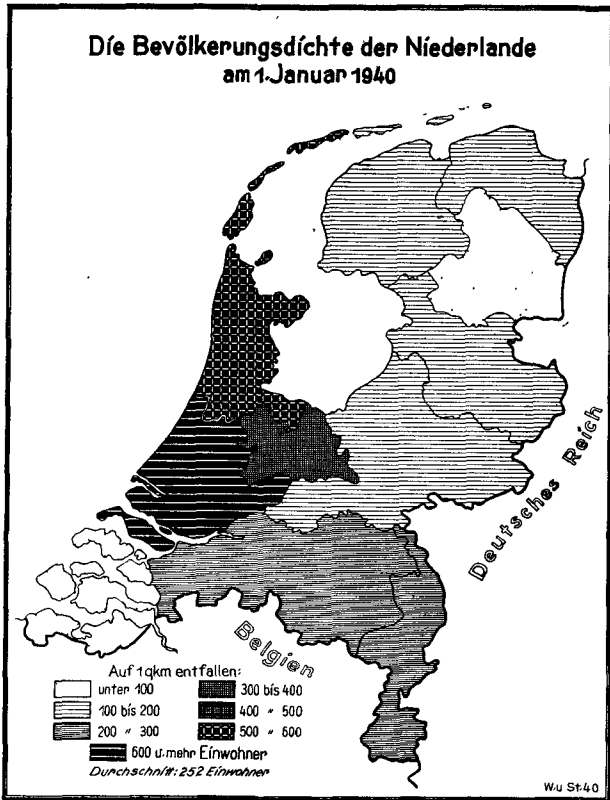 Die Bevölkerungsdichte der Niederlande
am 1. Januar 1940
Deutsches Reich
Belgien
Auf 1 qkm entfallen:
unter 100
100 bis 200
200 " 300
300 bis 400
400 " 500
500 " 600
600 u. mehr Einwohner
Durchschnitt: 252 Einwohner
W.u St.40